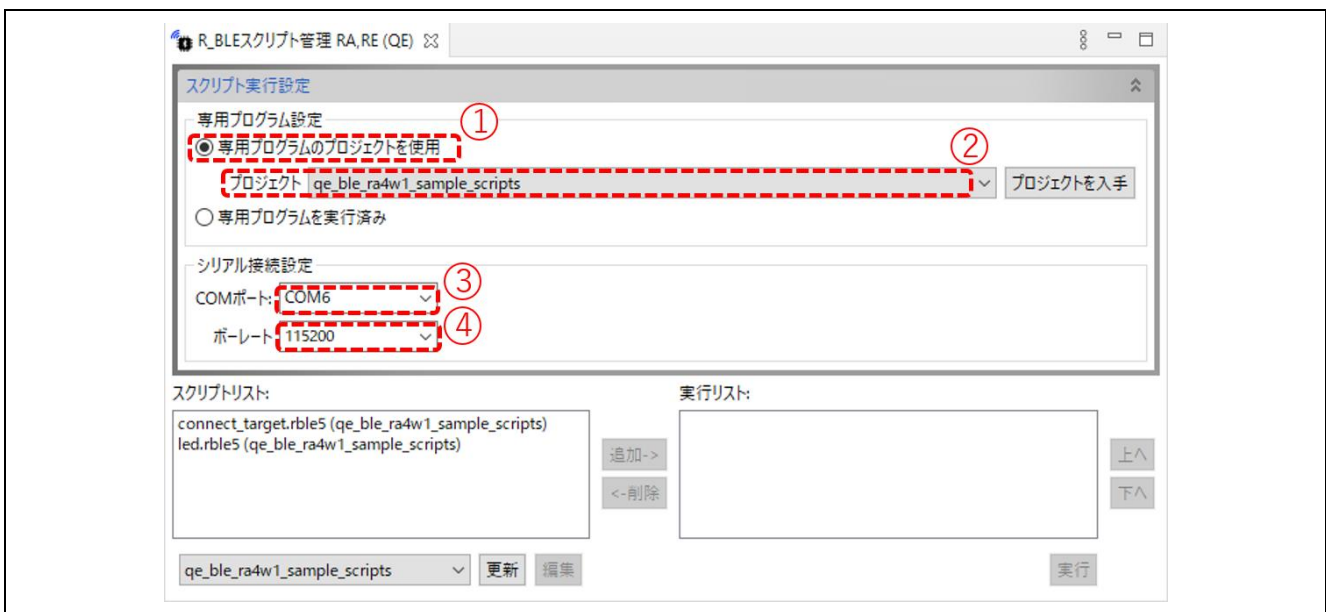 R_BLEスクリプト管理 RA,RE (QE)
スクリプト実行設定
専用プログラム設定
①
専用プログラムのプロジェクトを使用
②
プロジェクト qe_ble_ra4w1_sample_scripts プロジェクトを入手
専用プログラムを実行済み
シリアル接続設定
③
COMポート: COM6
④
ボーレート 115200
スクリプトリスト: 実行リスト:
connect_target.rble5 (qe_ble_ra4w1_sample_scripts)
led.rble5 (qe_ble_ra4w1_sample_scripts)
追加-> 上へ
<-削除 下へ
qe_ble_ra4w1_sample_scripts 更新 編集 実行